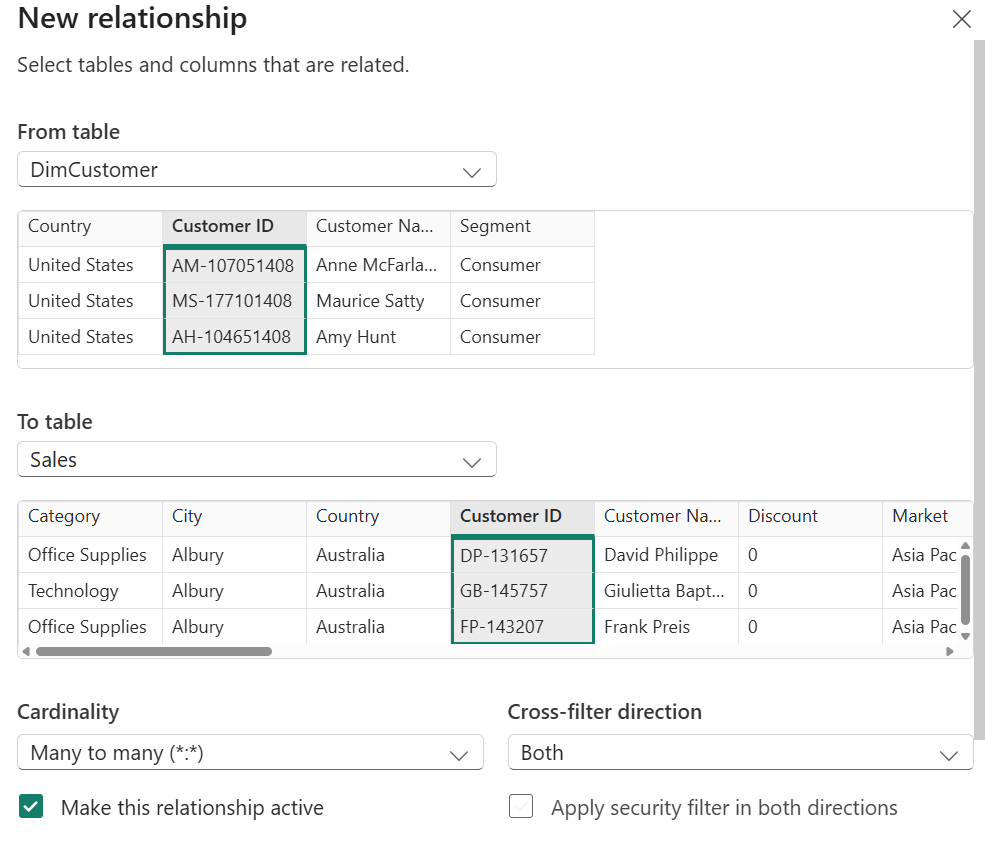 New relationship
Select tables and columns that are related.
From table
DimCustomer
Country Customer ID Customer Na... Segment
United States AM-107051408 Anne McFarla... Consumer
United States MS-177101408 Maurice Satty Consumer
United States AH-104651408 Amy Hunt Consumer
To table
Sales
Category City Country Customer ID Customer Na... Discount Market
Office Supplies Albury Australia DP-131657 David Philippe 0 Asia Pac
Technology Albury Australia GB-145757 Giulietta Bapt... 0 Asia Pac
Office Supplies Albury Australia FP-143207 Frank Preis 0 Asia Pac
Cardinality Cross-filter direction
Many to many (*:*) Both
Make this relationship active Apply security filter in both directions